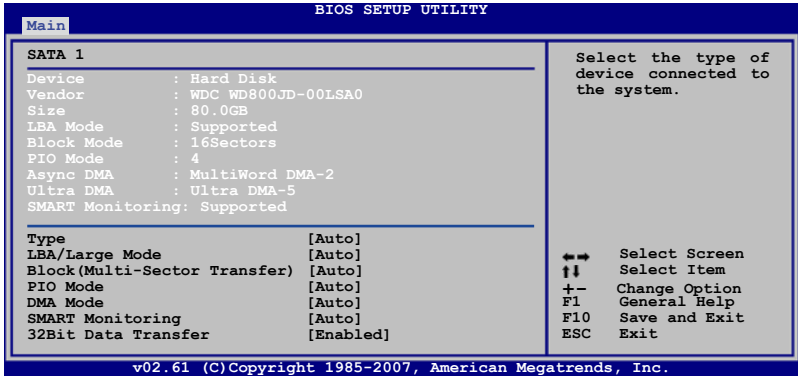 BIOS SETUP UTILITY
Main
SATA 1
Device : Hard Disk
Vendor : WDC WD800JD-00LSA0
Size : 80.0GB
LBA Mode : Supported
Block Mode : 16Sectors
PIO Mode : 4
Async DMA : MultiWord DMA-2
Ultra DMA : Ultra DMA-5
SMART Monitoring: Supported
Type [Auto]
LBA/Large Mode [Auto]
Block(Multi-Sector Transfer) [Auto]
PIO Mode [Auto]
DMA Mode [Auto]
SMART Monitoring [Auto]
32Bit Data Transfer [Enabled]
Select the type of
device connected to
the system.
←→ Select Screen
↑↓ Select Item
+- Change Option
F1 General Help
F10 Save and Exit
ESC Exit
v02.61 (C)Copyright 1985-2007, American Megatrends, Inc.